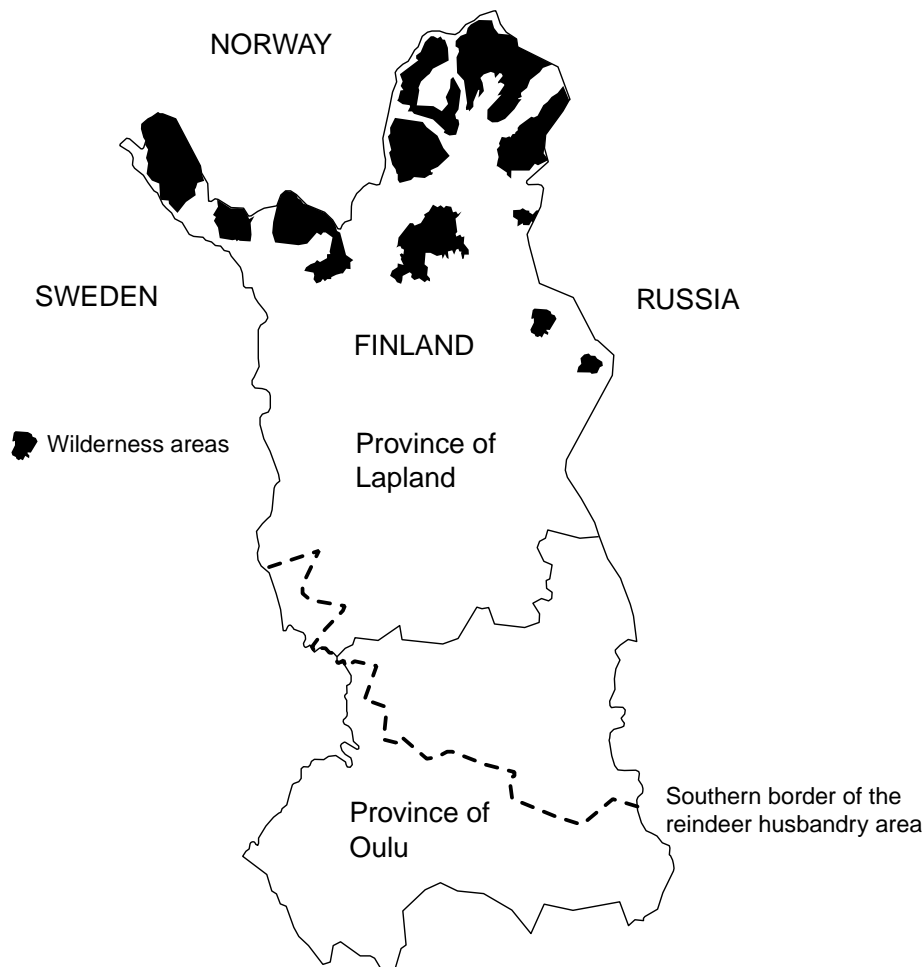 NORWAY
SWEDEN
RUSSIA
FINLAND
Wilderness areas
Province of
Lapland
Southern border of the
reindeer husbandry area
Province of
Oulu